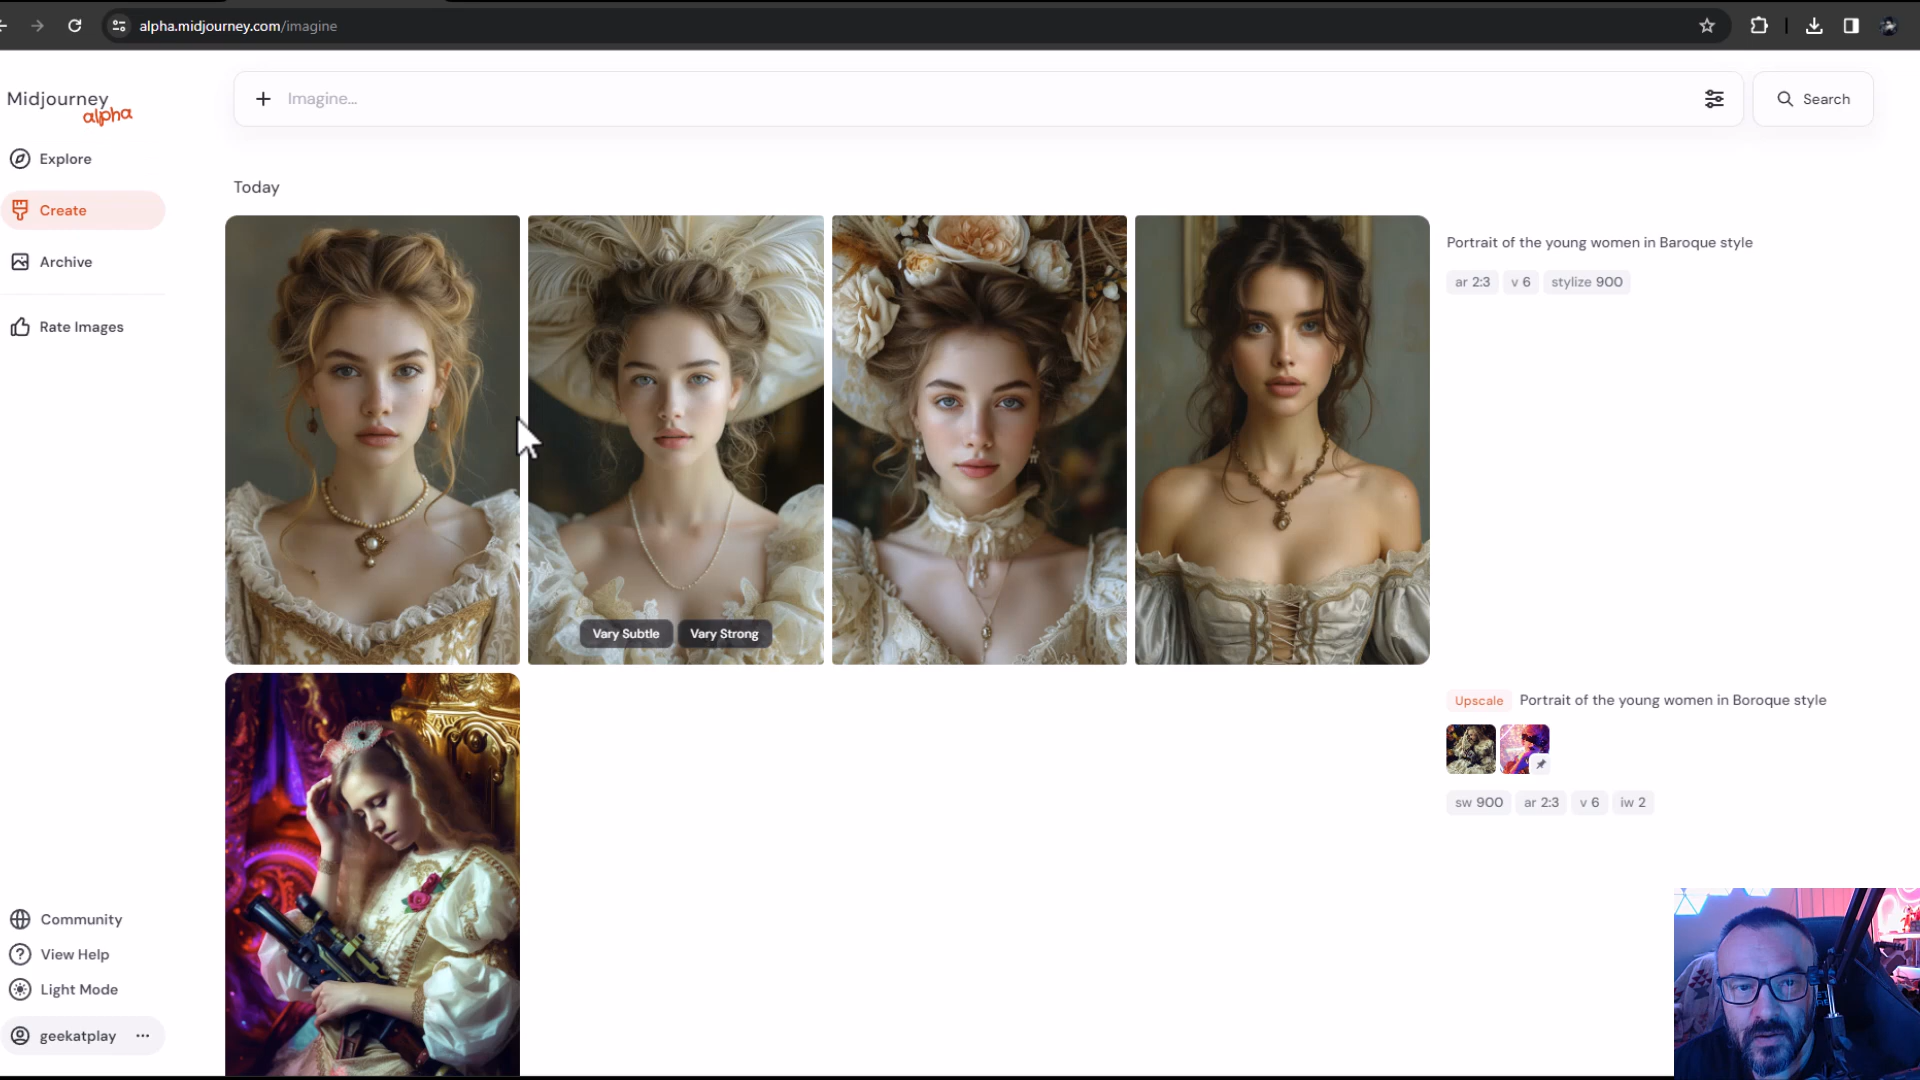 alpha.midjourney.com/imagine
Midjourney
alpha
Imagine...
Search
Explore
Create
Archive
Rate Images
Today
Portrait of the young women in Baroque style
ar 2:3 v 6 stylize 900
Vary Subtle Vary Strong
Upscale Portrait of the young women in Boroque style
sw 900 ar 2:3 v 6 iw 2
Community
View Help
Light Mode
geekatplay